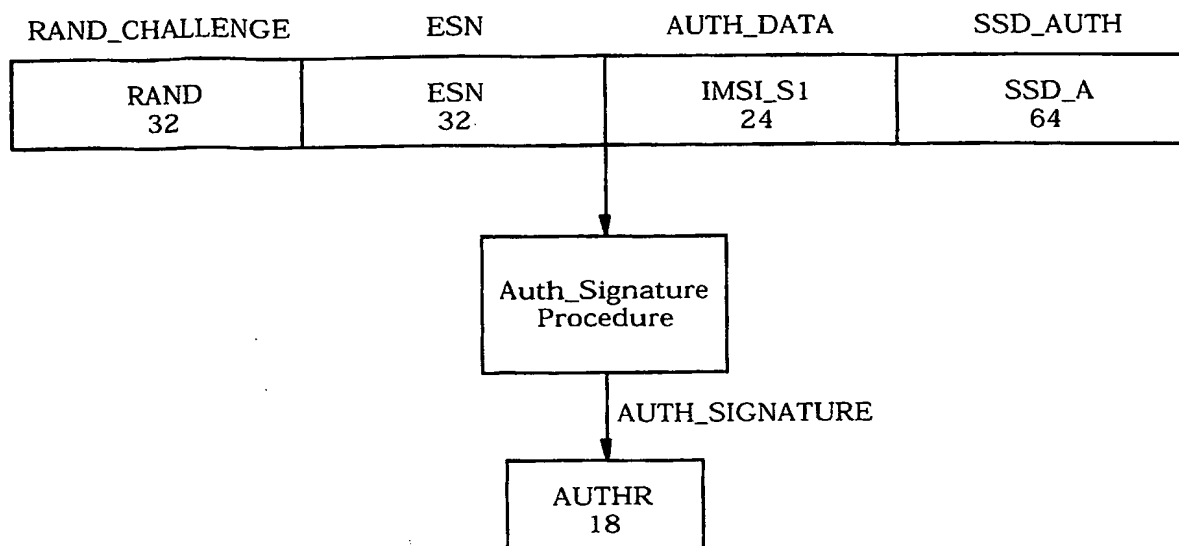 RAND_CHALLENGE ESN AUTH_DATA SSD_AUTH
RAND ESN IMSI_S1 SSD_A
32 32 24 64
Auth_Signature
Procedure
AUTH_SIGNATURE
AUTHR
18